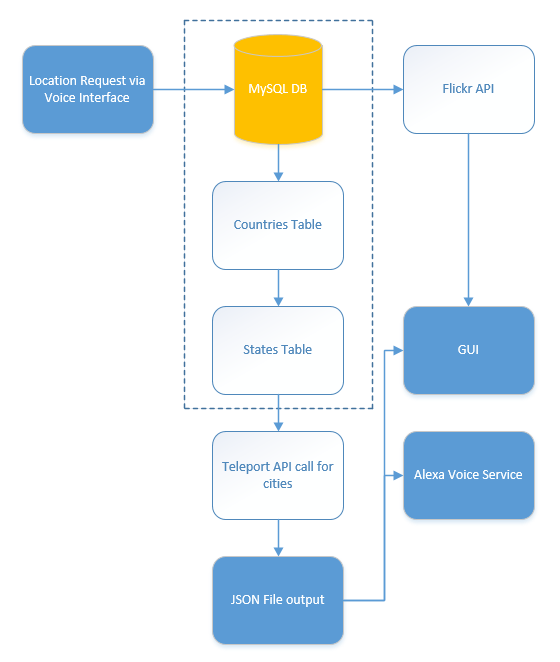 Location Request via
Voice Interface
MySQL DB
Flickr API
Countries Table
States Table
GUI
Teleport API call for
cities
Alexa Voice Service
JSON File output